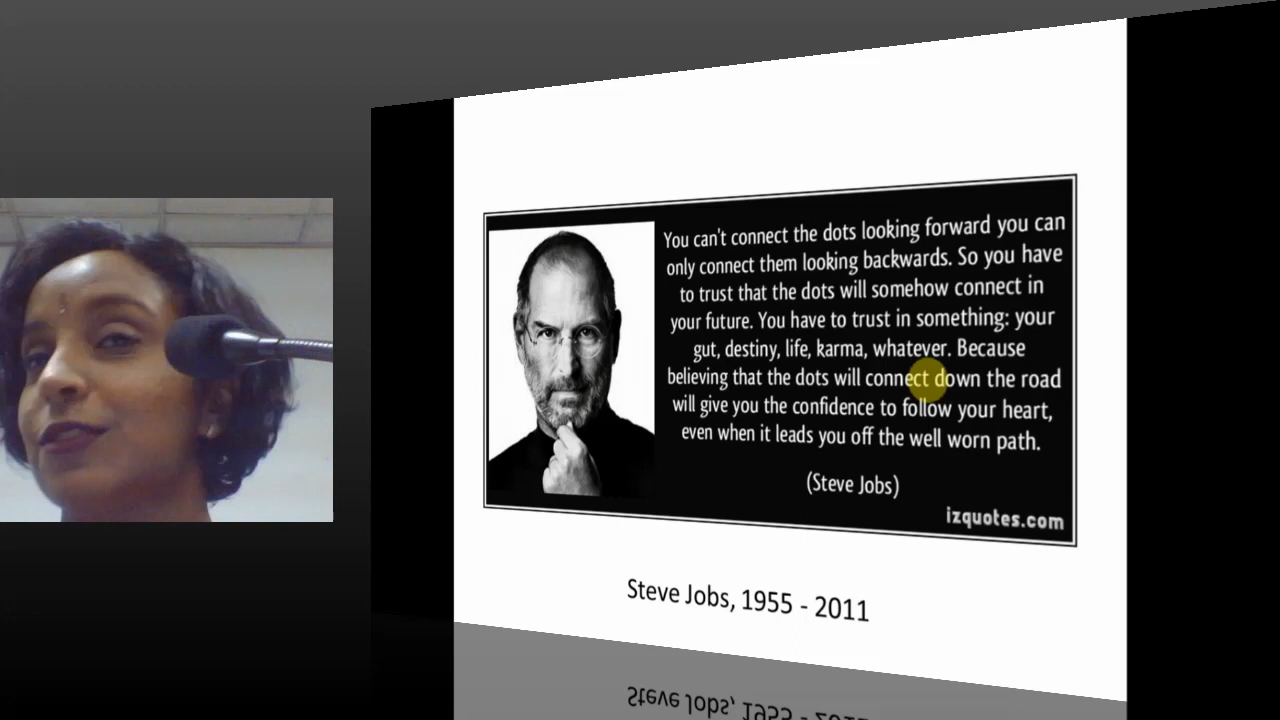 You can't connect the dots looking forward you can
only connect them looking backwards. So you have
to trust that the dots will somehow connect in
your future. You have to trust in something: your
gut, destiny, life, karma, whatever. Because
believing that the dots will connect down the road
will give you the confidence to follow your heart,
even when it leads you off the well worn path.
(Steve Jobs)
izquotes.com
Steve Jobs, 1955 - 2011
Steve Jobs, 1955 - 2011